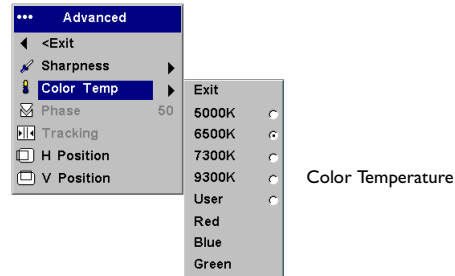 ••• Advanced
<Exit
Sharpness
Color Temp
Phase 50
Tracking
H Position
V Position
Exit
5000K
6500K
7300K
9300K
User
Red
Blue
Green
Color Temperature